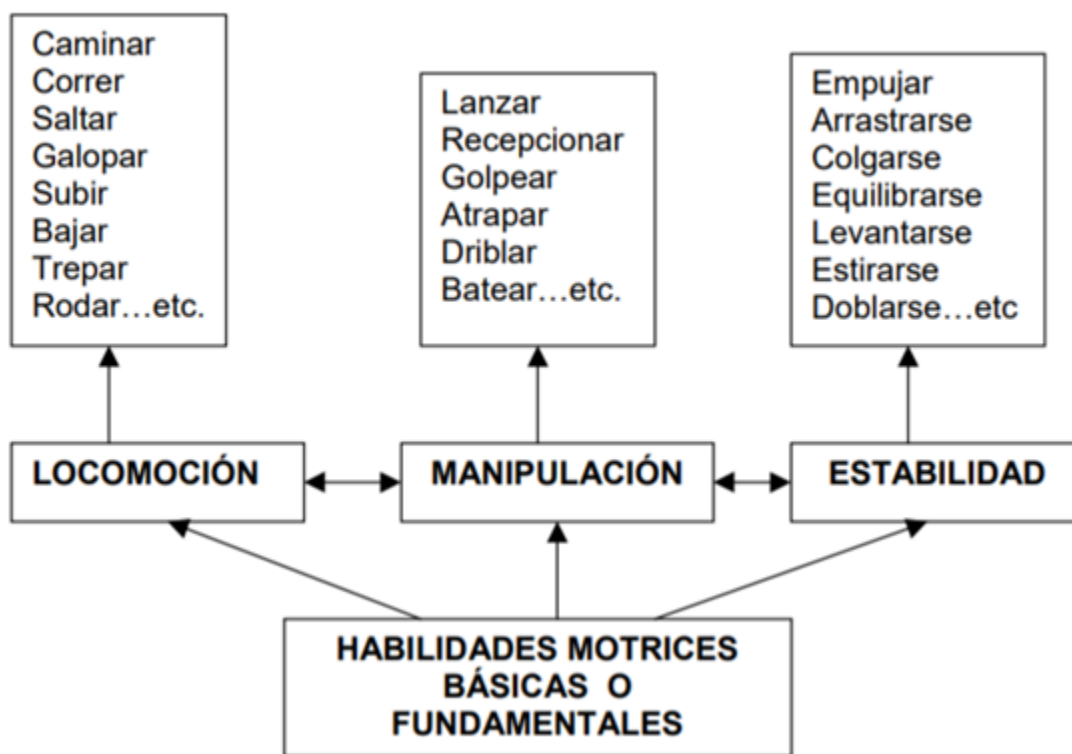 Caminar
Correr
Saltar
Galopar
Subir
Bajar
Trepar
Rodar…etc.
Lanzar
Recepcionar
Golpear
Atrapar
Driblar
Batear…etc.
Empujar
Arrastrarse
Colgarse
Equilibrarse
Levantarse
Estirarse
Doblarse…etc
LOCOMOCIÓN
MANIPULACIÓN
ESTABILIDAD
HABILIDADES MOTRICES
BÁSICAS O
FUNDAMENTALES